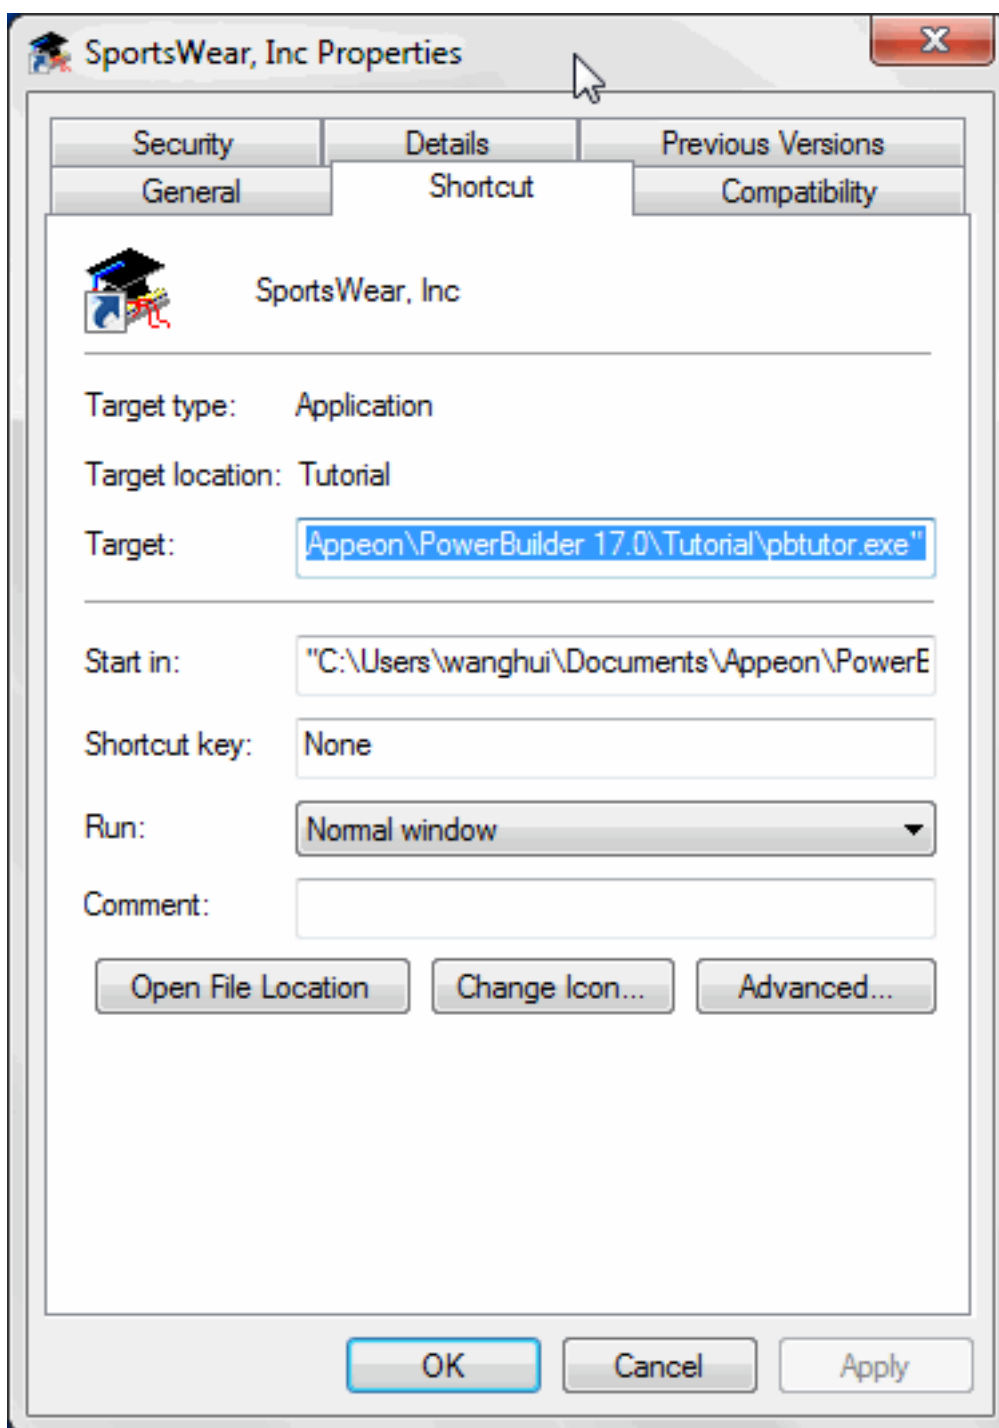 SportsWear, Inc Properties
Security Details Previous Versions
General Shortcut Compatibility
SportsWear, Inc
Target type: Application
Target location: Tutorial
Target: Appeon\PowerBuilder 17.0\Tutorial\pbtutor.exe"
Start in: "C:\Users\wanghui\Documents\Appeon\PowerB
Shortcut key: None
Run: Normal window
Comment:
Open File Location Change Icon... Advanced...
OK Cancel Apply